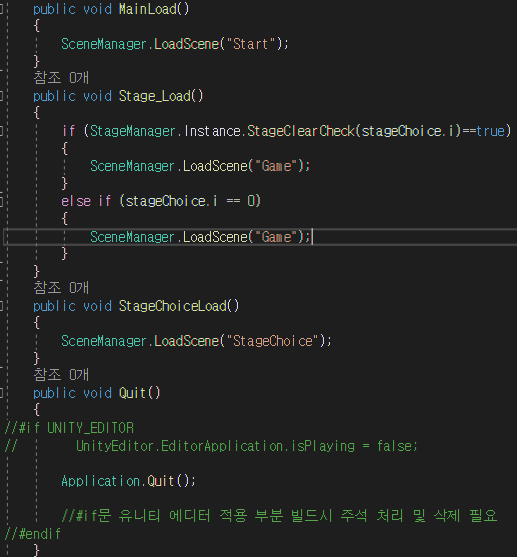 public void MainLoad()
{
SceneManager.LoadScene("Start");
}
참조 0개
public void Stage_Load()
{
if (StageManager.Instance.StageClearCheck(stageChoice.i)==true)
{
SceneManager.LoadScene("Game");
}
else if (stageChoice.i == 0)
{
SceneManager.LoadScene("Game");
}
}
참조 0개
public void StageChoiceLoad()
{
SceneManager.LoadScene("StageChoice");
}
참조 0개
public void Quit()
{
//#if UNITY_EDITOR
// UnityEditor.EditorApplication.isPlaying = false;
Application.Quit();
//#if문 유니티 에디터 적용 부분 빌드시 주석 처리 및 삭제 필요
//#endif
}